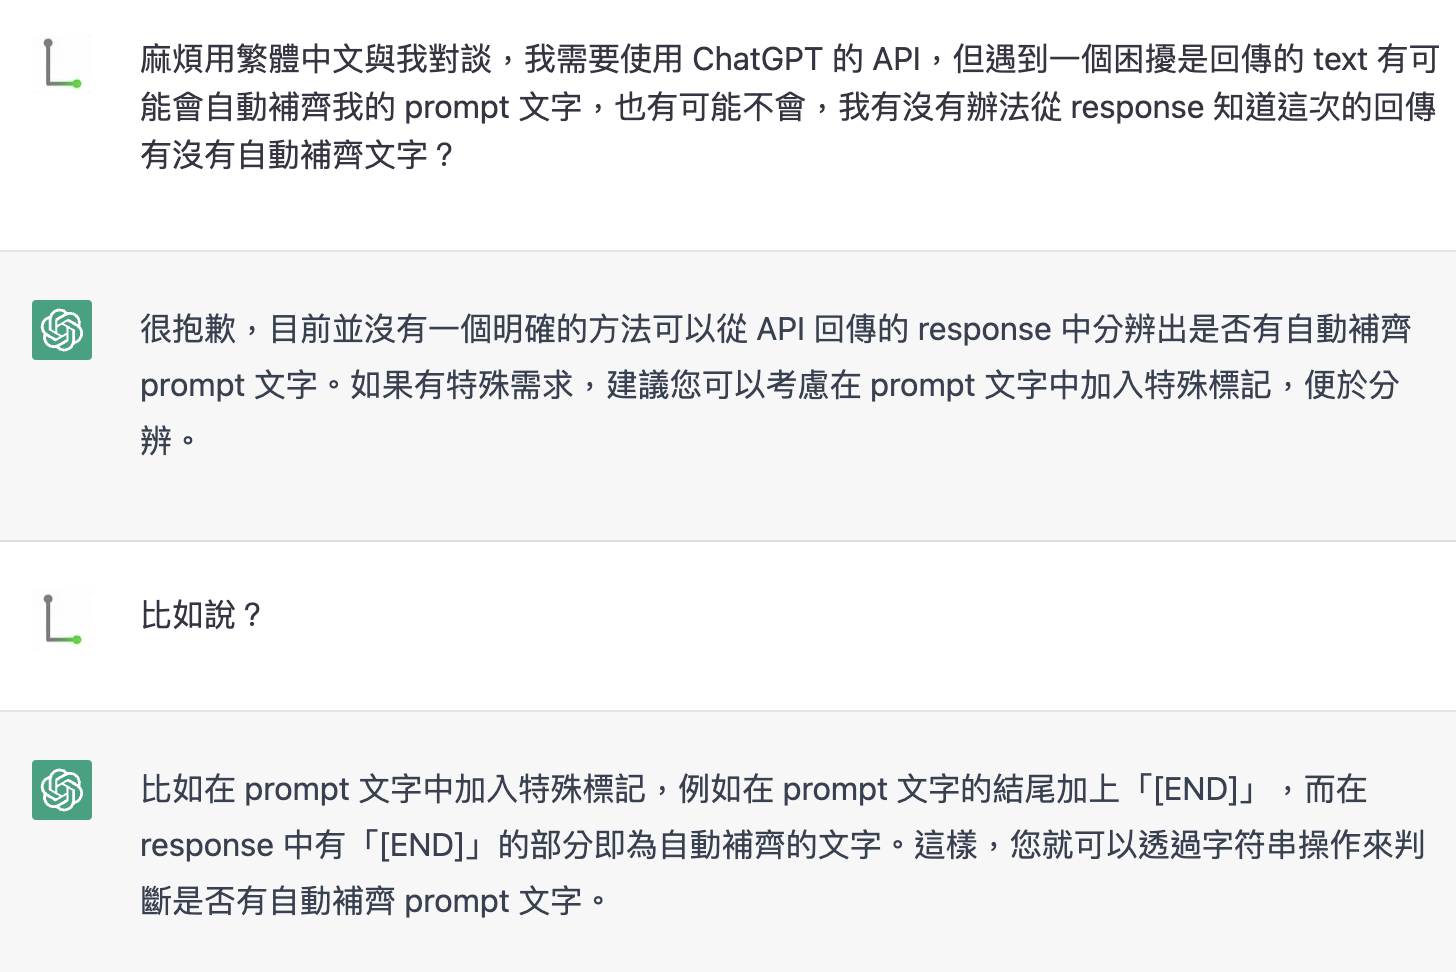 麻煩用繁體中文與我對談，我需要使用 ChatGPT 的 API，但遇到一個困擾是回傳的 text 有可
能會自動補齊我的 prompt 文字，也有可能不會，我有沒有辦法從 response 知道這次的回傳
有沒有自動補齊文字？
很抱歉，目前並沒有一個明確的方法可以從 API 回傳的 response 中分辨出是否有自動補齊
prompt 文字。如果有特殊需求，建議您可以考慮在 prompt 文字中加入特殊標記，便於分
辨。
比如說？
比如在 prompt 文字中加入特殊標記，例如在 prompt 文字的結尾加上「[END]」，而在
response 中有「[END]」的部分即為自動補齊的文字。這樣，您就可以透過字符串操作來判
斷是否有自動補齊 prompt 文字。